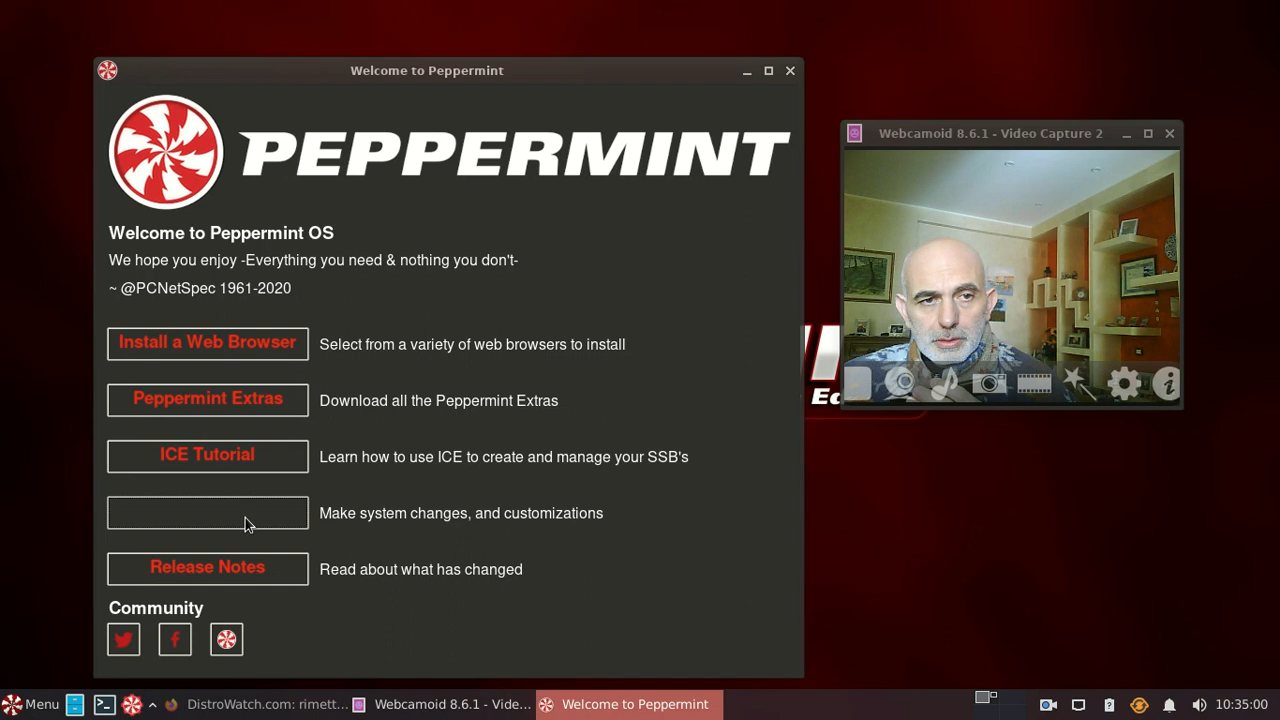 Welcome to Peppermint
PEPPERMINT
Welcome to Peppermint OS
We hope you enjoy -Everything you need & nothing you don't-
~ @PCNetSpec 1961-2020
Install a Web Browser
Select from a variety of web browsers to install
Peppermint Extras
Download all the Peppermint Extras
ICE Tutorial
Learn how to use ICE to create and manage your SSB's
Make system changes, and customizations
Release Notes
Read about what has changed
Community
Webcamoid 8.6.1 - Video Capture 2
Menu
DistroWatch.com: rimett...
Webcamoid 8.6.1 - Vide...
Welcome to Peppermint
10:35:00